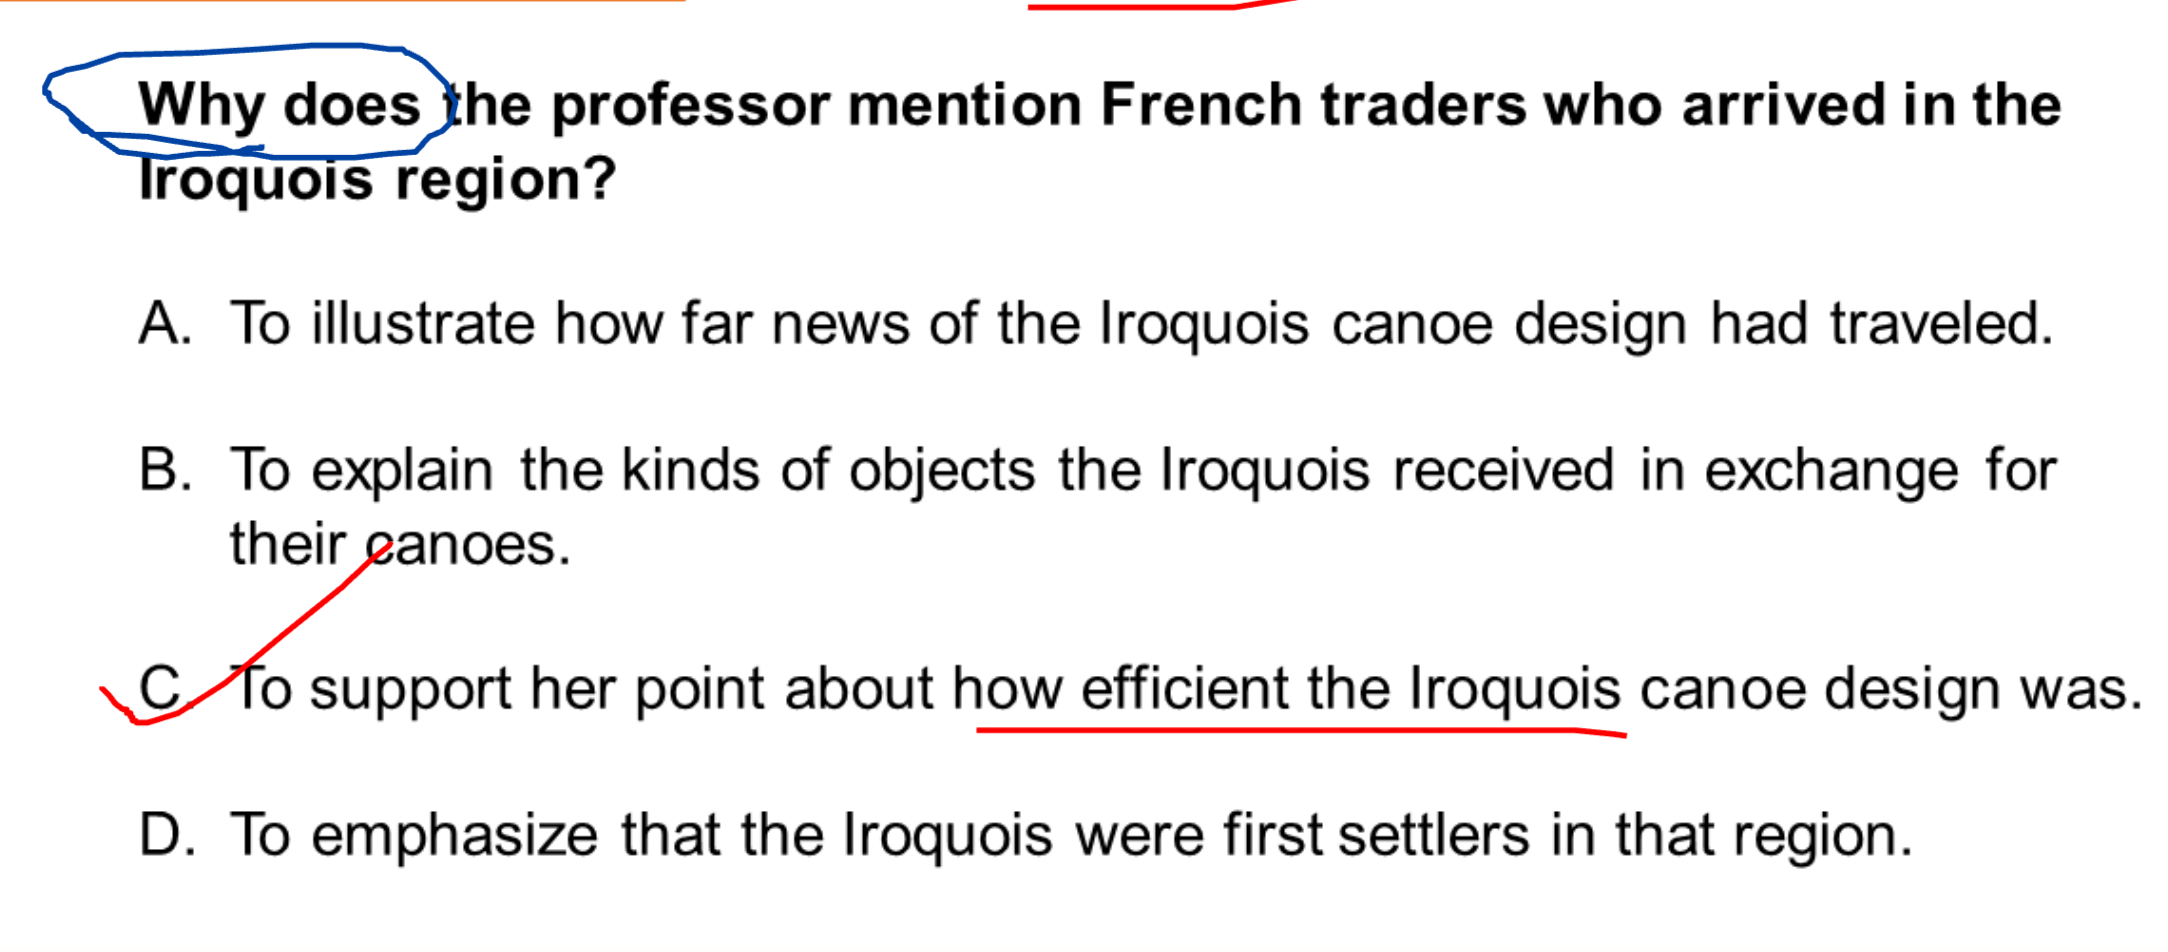 Why does the professor mention French traders who arrived in the
Iroquois region?
A. To illustrate how far news of the Iroquois canoe design had traveled.
B. To explain the kinds of objects the Iroquois received in exchange for
their canoes.
C. To support her point about how efficient the Iroquois canoe design was.
D. To emphasize that the Iroquois were first settlers in that region.